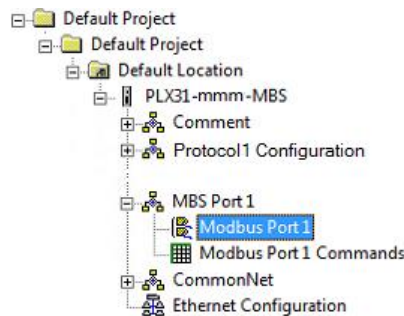 Default Project
Default Project
Default Location
PLX31-mmm-MBS
Comment
Protocol1 Configuration
MBS Port 1
Modbus Port 1
Modbus Port 1 Commands
CommonNet
Ethernet Configuration